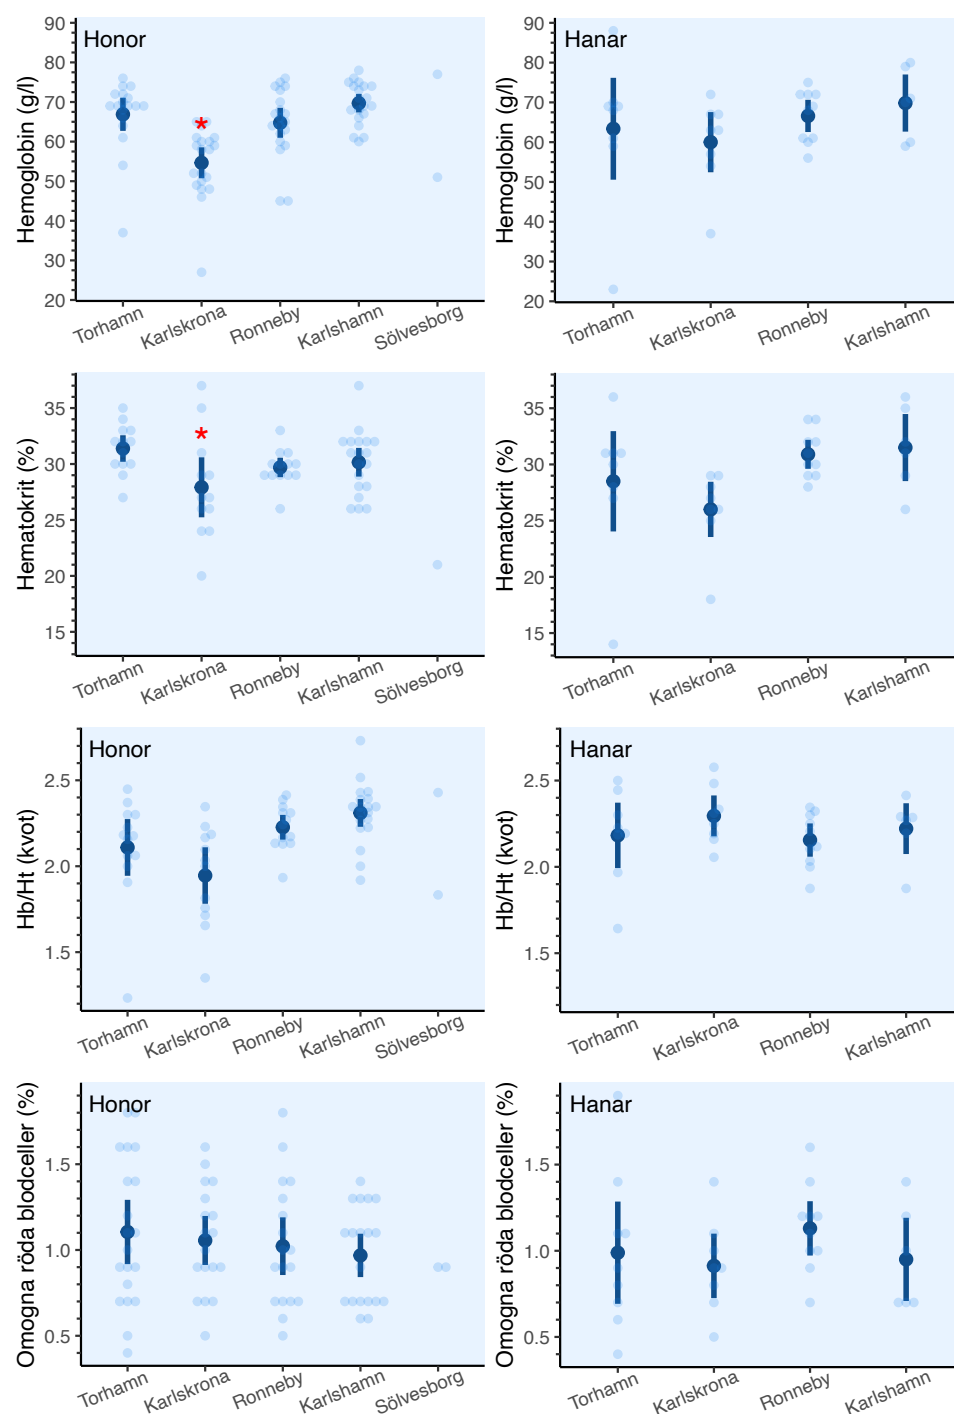 Honor
Hemoglobin (g/l)
90
80
70
60
50
40
30
20
*
Torhamn Karlskrona Ronneby Karlshamn Sölvesborg
Hanar
Hemoglobin (g/l)
90
80
70
60
50
40
30
20
Torhamn Karlskrona Ronneby Karlshamn
Hematokrit (%)
35
30
25
20
15
*
Torhamn Karlskrona Ronneby Karlshamn Sölvesborg
Hematokrit (%)
35
30
25
20
15
Torhamn Karlskrona Ronneby Karlshamn
Honor
Hb/Ht (kvot)
2.5
2.0
1.5
Torhamn Karlskrona Ronneby Karlshamn Sölvesborg
Hanar
Hb/Ht (kvot)
2.5
2.0
1.5
Torhamn Karlskrona Ronneby Karlshamn
Honor
Omogna röda blodceller (%)
1.5
1.0
0.5
Torhamn Karlskrona Ronneby Karlshamn Sölvesborg
Hanar
Omogna röda blodceller (%)
1.5
1.0
0.5
Torhamn Karlskrona Ronneby Karlshamn